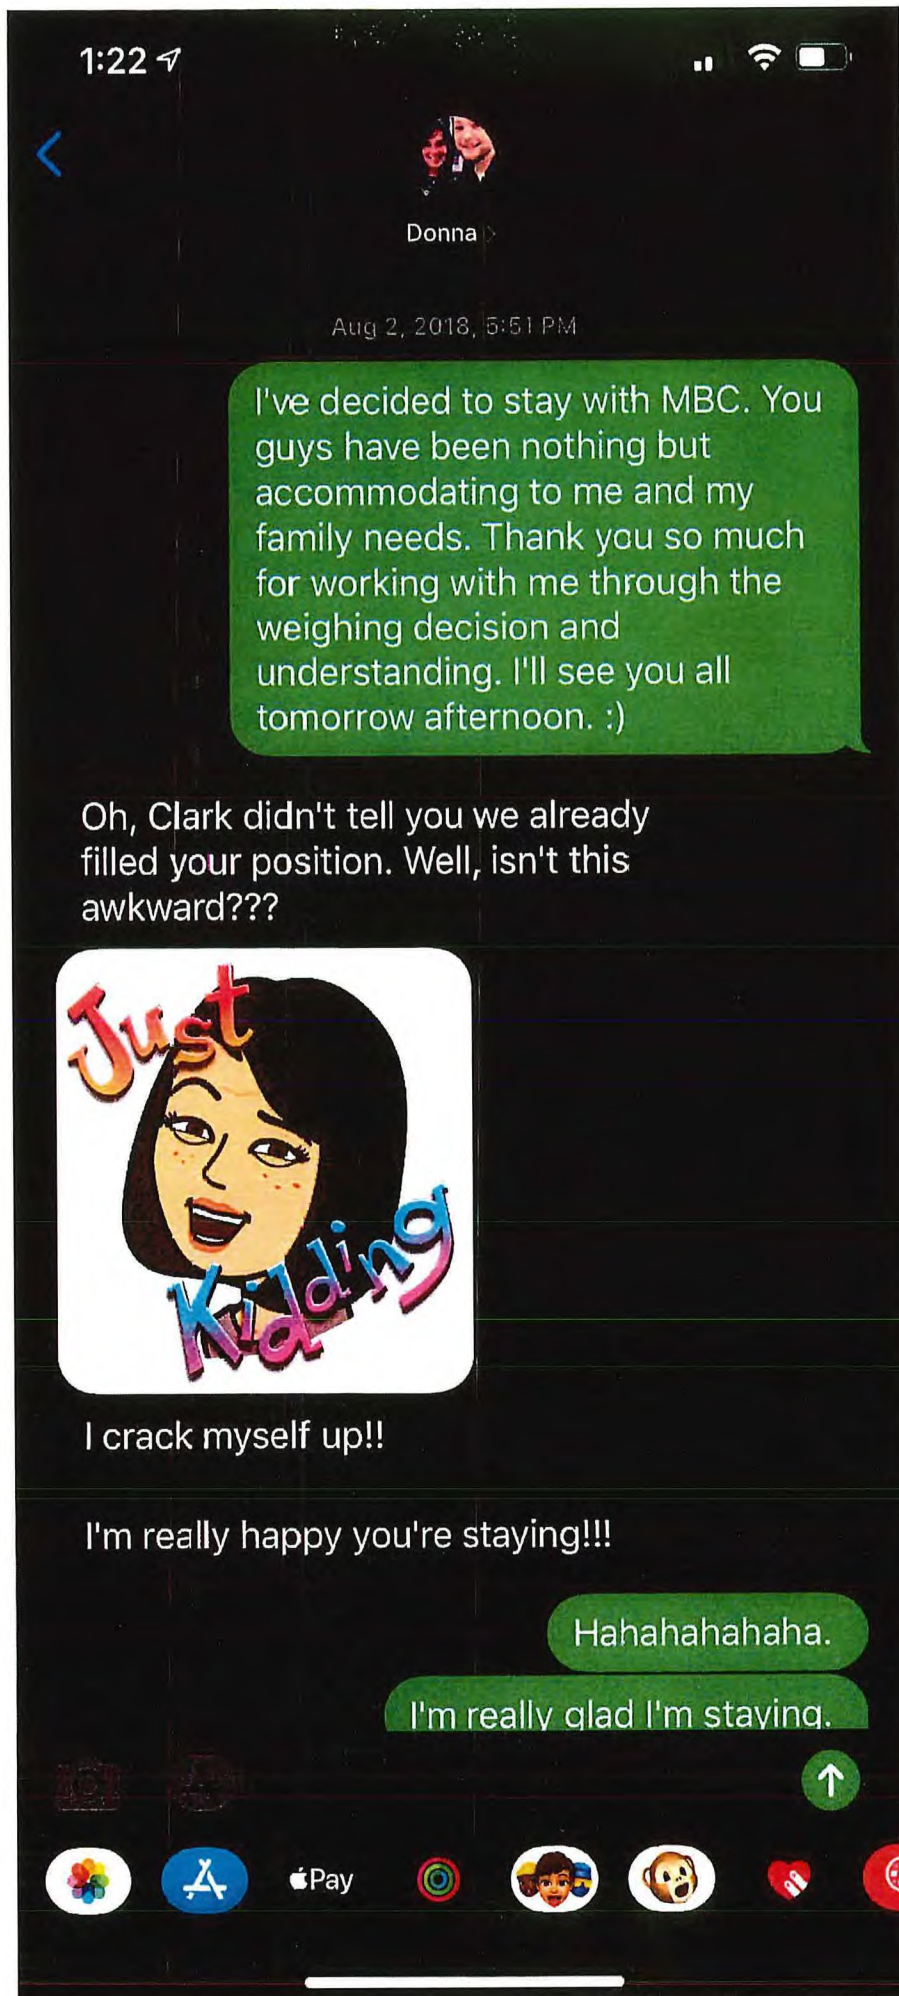 1:22
Donna
Aug 2, 2018, 5:51 PM
I've decided to stay with MBC. You
guys have been nothing but
accommodating to me and my
family needs. Thank you so much
for working with me through the
weighing decision and
understanding. I'll see you all
tomorrow afternoon. :)
Oh, Clark didn't tell you we already
filled your position. Well, isn't this
awkward???
Just
Kidding
I crack myself up!!
I'm really happy you're staying!!!
Hahahahahaha.
I'm really glad I'm staying.
Pay